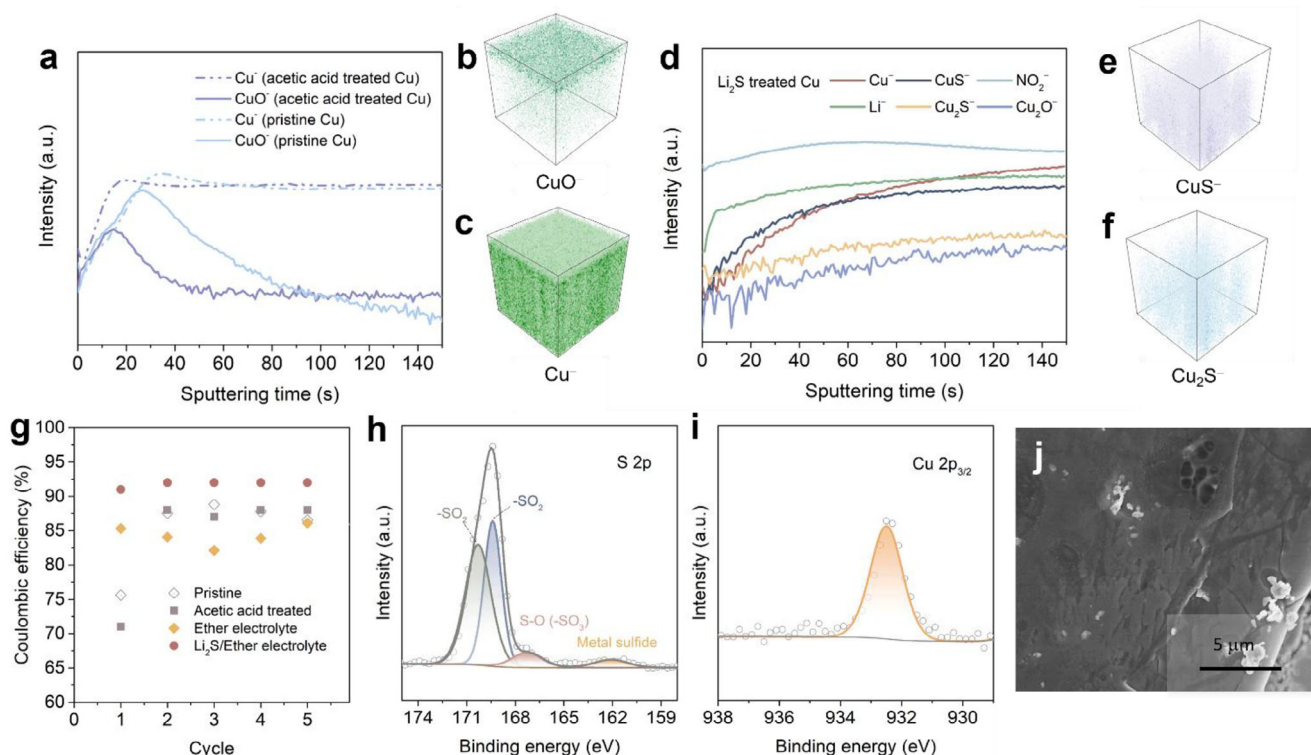 a
Cu⁻ (acetic acid treated Cu)
CuO⁻ (acetic acid treated Cu)
Cu⁻ (pristine Cu)
CuO⁻ (pristine Cu)
Intensity (a.u.)
0 20 40 60 80 100 120 140
Sputtering time (s)
b
CuO⁻
c
Cu⁻
d
Li₂S treated Cu
Cu⁻ CuS⁻ NO₂⁻
Li⁻ Cu₂S⁻ Cu₂O⁻
Intensity (a.u.)
0 20 40 60 80 100 120 140
Sputtering time (s)
e
CuS⁻
f
Cu₂S⁻
g
Coulombic efficiency (%)
100
95
90
85
80
75
70
65
60
Pristine
Acetic acid treated
Ether electrolyte
Li₂S/Ether electrolyte
0 1 2 3 4 5
Cycle
h
S 2p
-SO₂
-SO₂
S-O (-SO₃)
Metal sulfide
Intensity (a.u.)
174 171 168 165 162 159
Binding energy (eV)
i
Cu 2p₃/₂
Intensity (a.u.)
938 936 934 932 930
Binding energy (eV)
j
5 μm